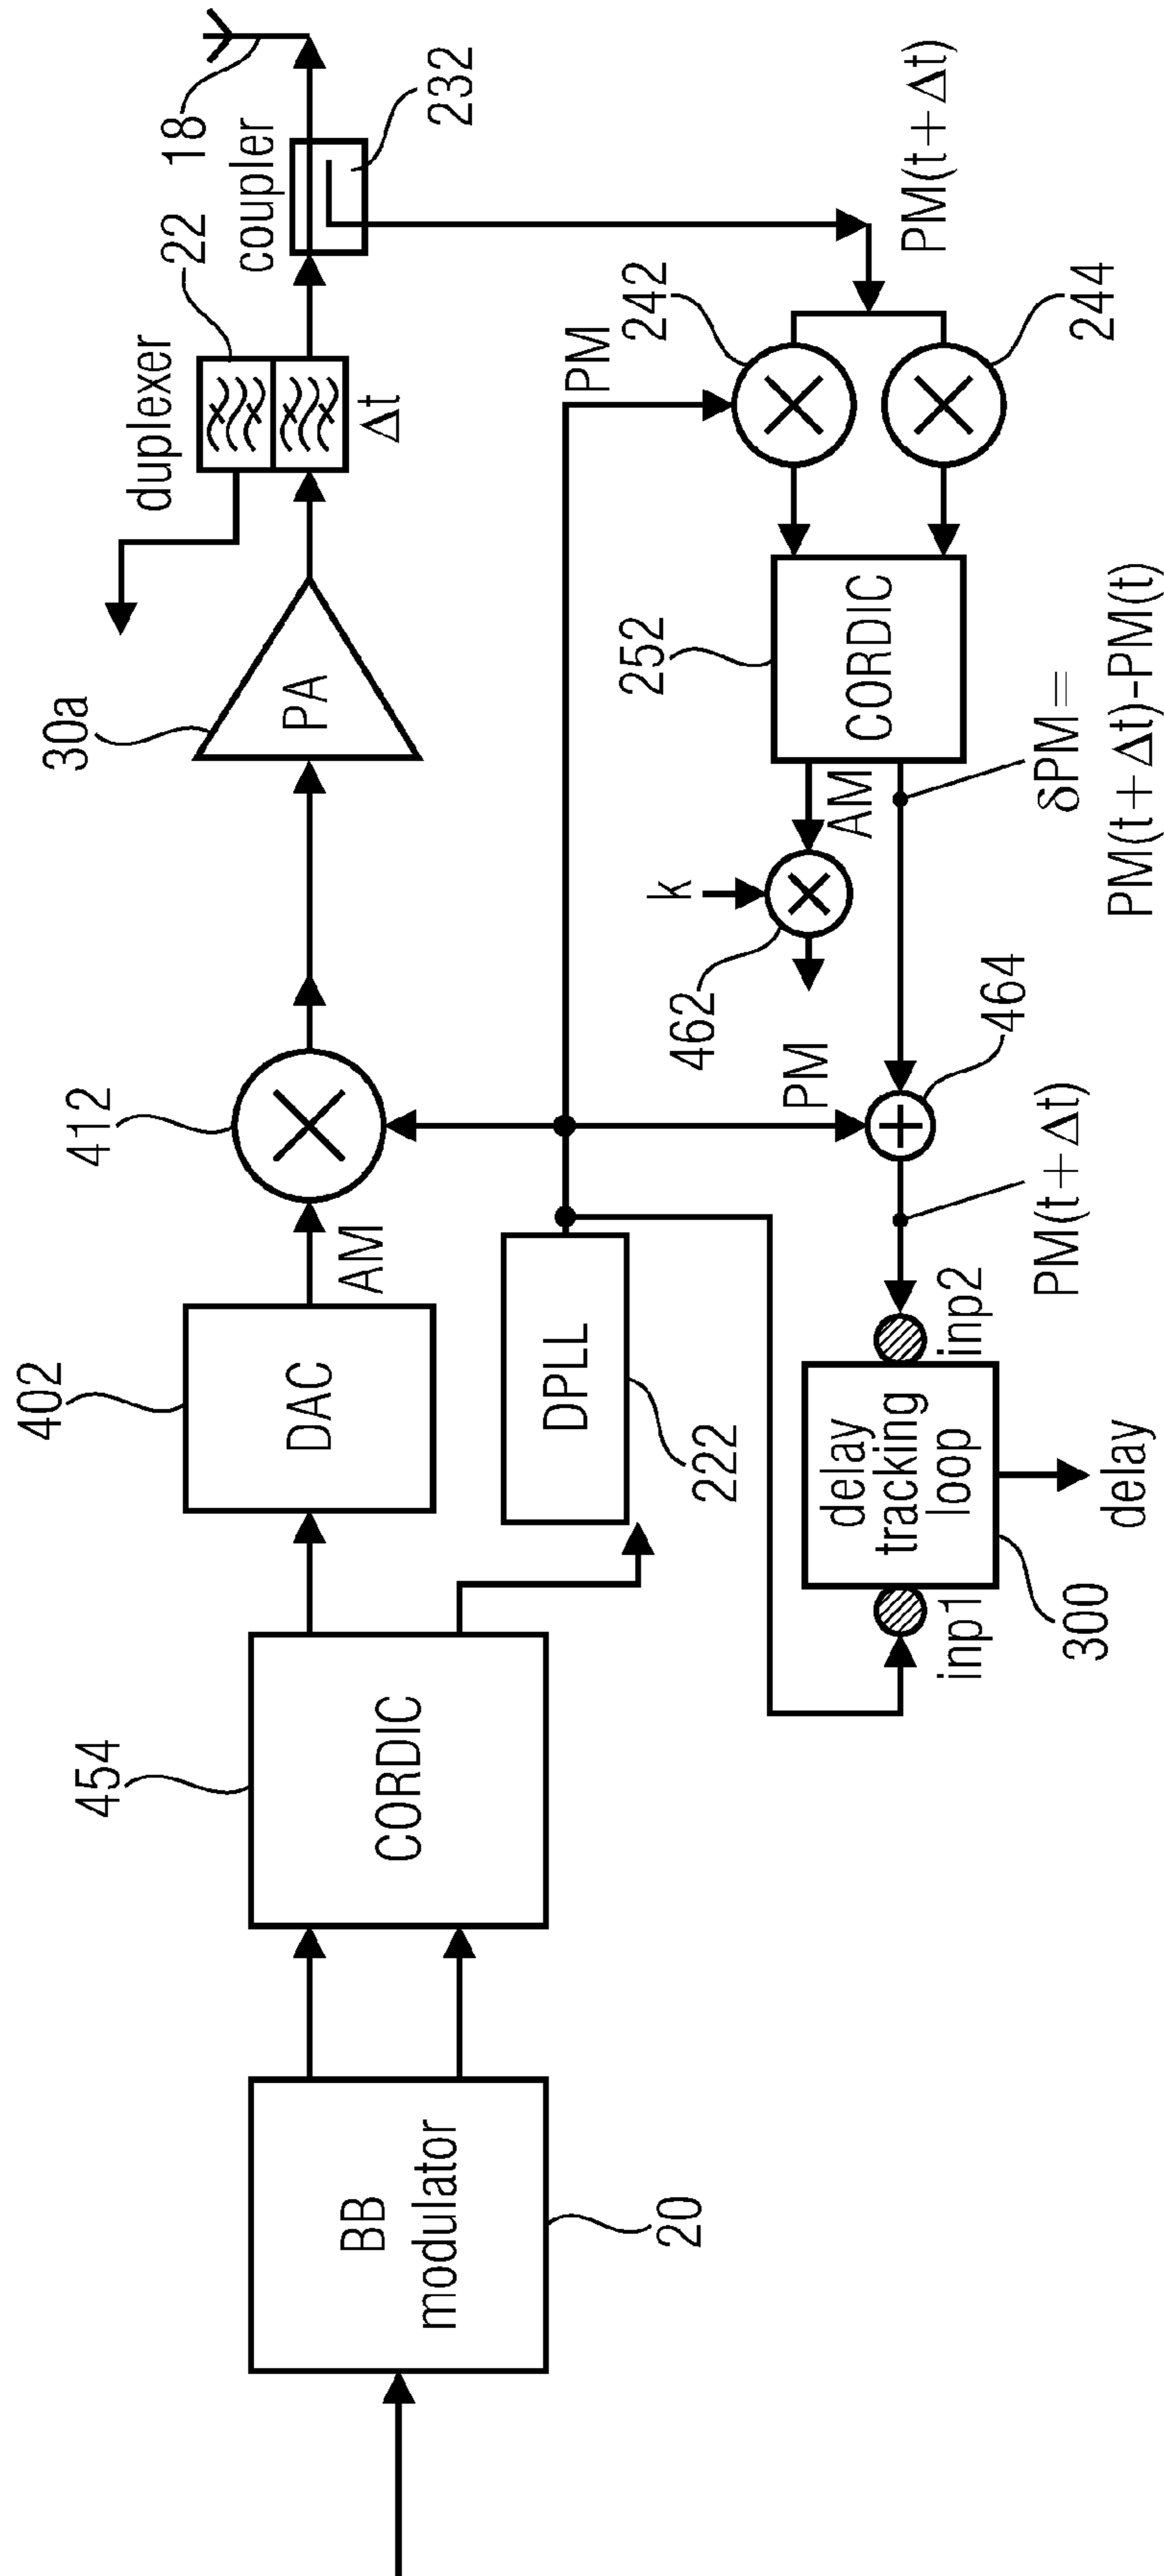 BB
modulator
20
CORDIC
454
DAC
402
AM
412
30a
PA
duplexer
22
Δt
coupler
18
232
DPLL
222
PM
242
244
PM(t+Δt)
CORDIC
252
AM
k
462
PM
464
δPM=
PM(t+Δt)-PM(t)
PM(t+Δt)
inp1
inp2
delay
tracking
loop
300
delay